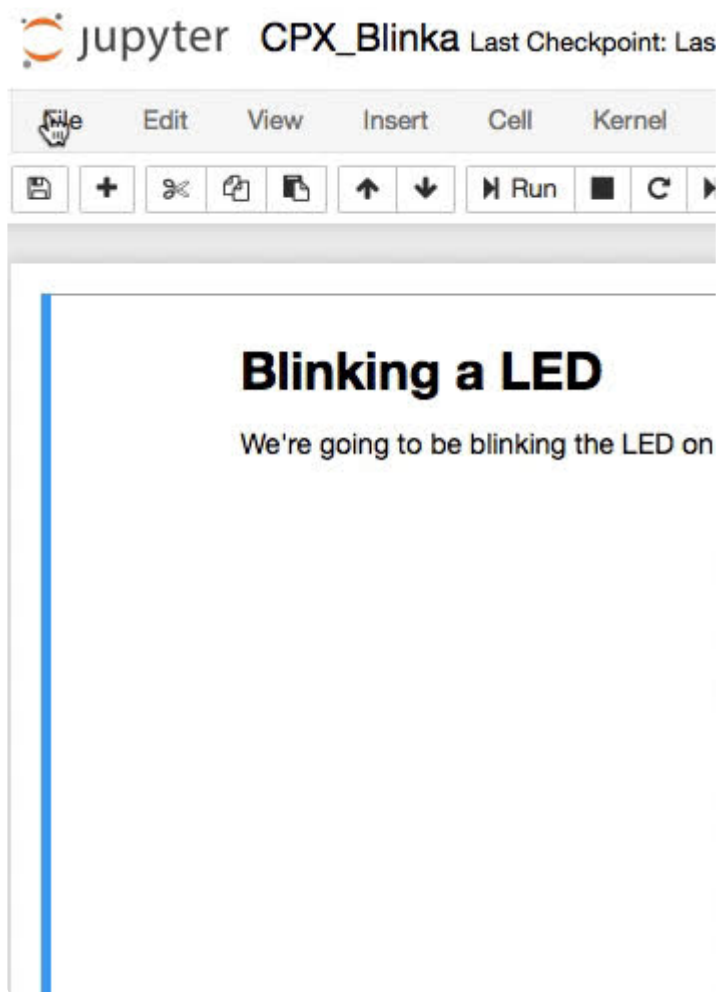 jupyter CPX_Blinka Last Checkpoint: Las
File Edit View Insert Cell Kernel
Run
Blinking a LED
We're going to be blinking the LED on